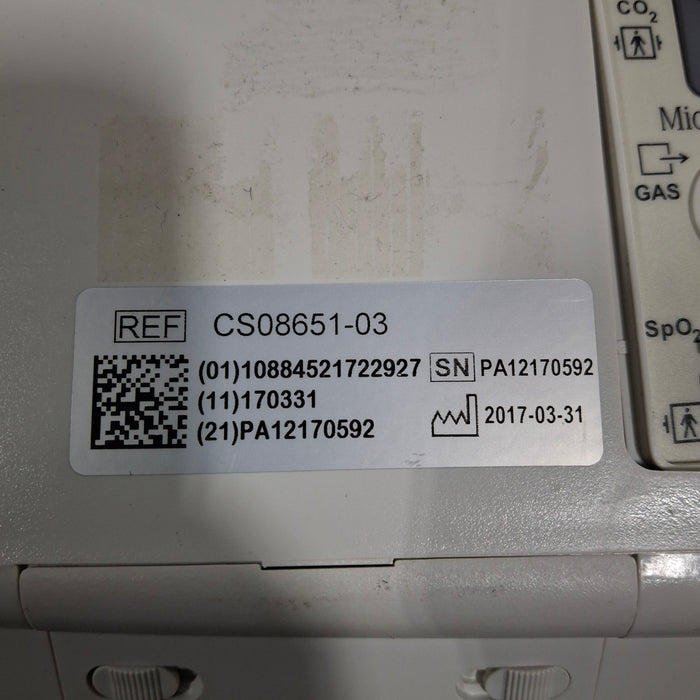 CO2
Mic
GAS
SpO2
REF CS08651-03
(01)10884521722927 SN PA12170592
(11)170331
2017-03-31
(21)PA12170592